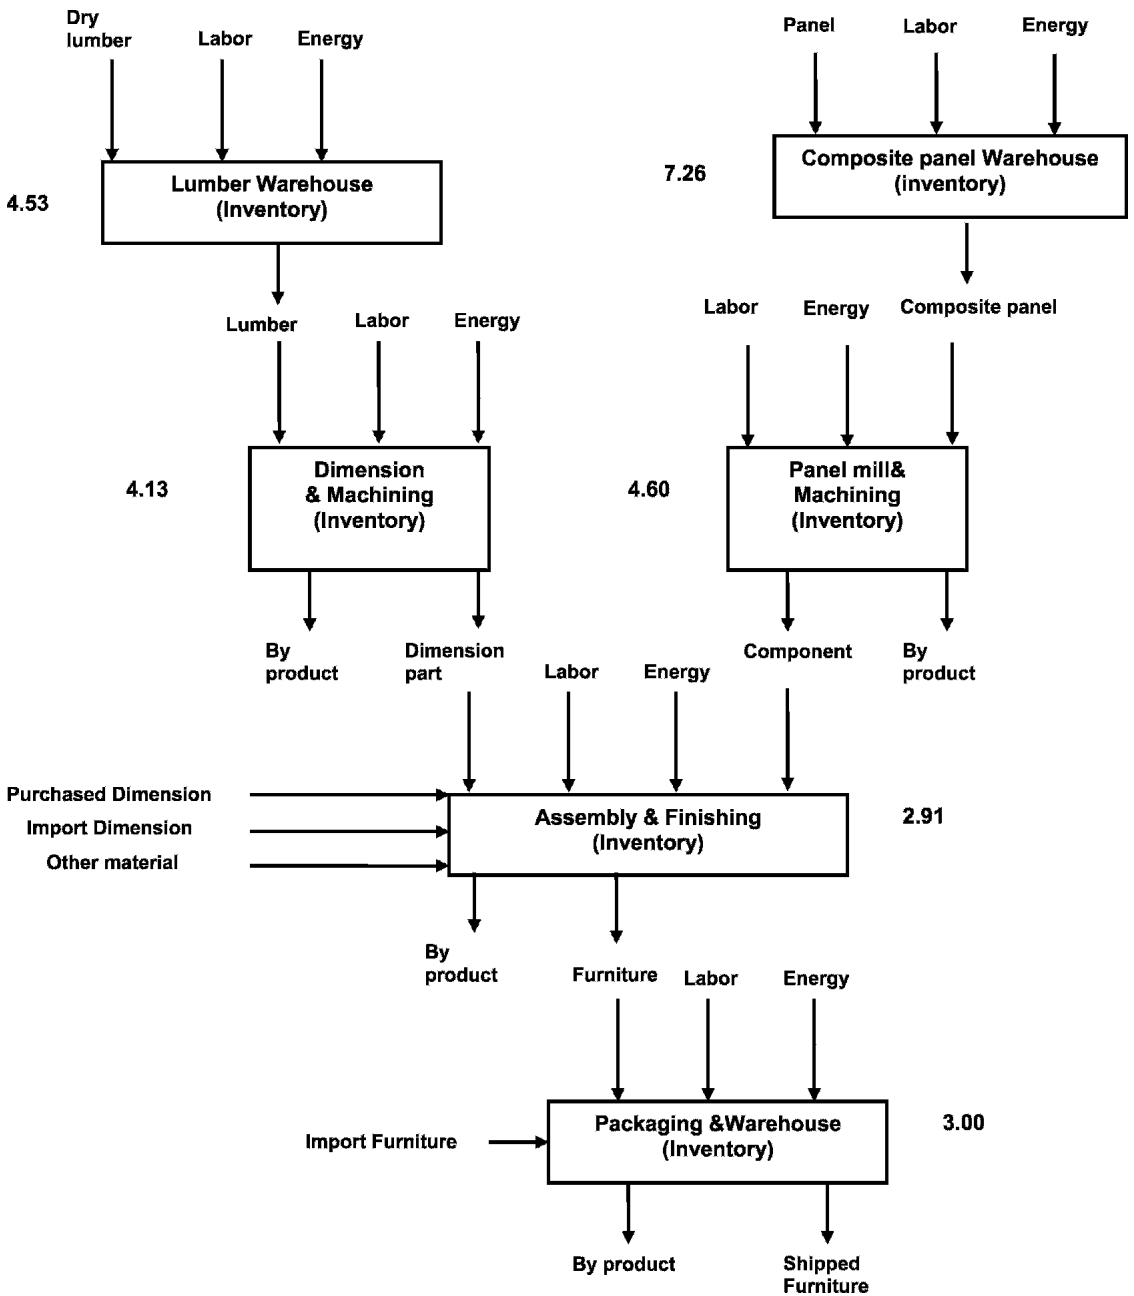 Dry
lumber
Labor
Energy
Panel
Labor
Energy
4.53
Lumber Warehouse
(Inventory)
7.26
Composite panel Warehouse
(inventory)
Lumber
Labor
Energy
Labor
Energy
Composite panel
4.13
Dimension
& Machining
(Inventory)
4.60
Panel mill&
Machining
(Inventory)
By
product
Dimension
part
Labor
Energy
Component
By
product
Purchased Dimension
Import Dimension
Other material
Assembly & Finishing
(Inventory)
2.91
By
product
Furniture
Labor
Energy
Import Furniture
Packaging &Warehouse
(Inventory)
3.00
By product
Shipped
Furniture